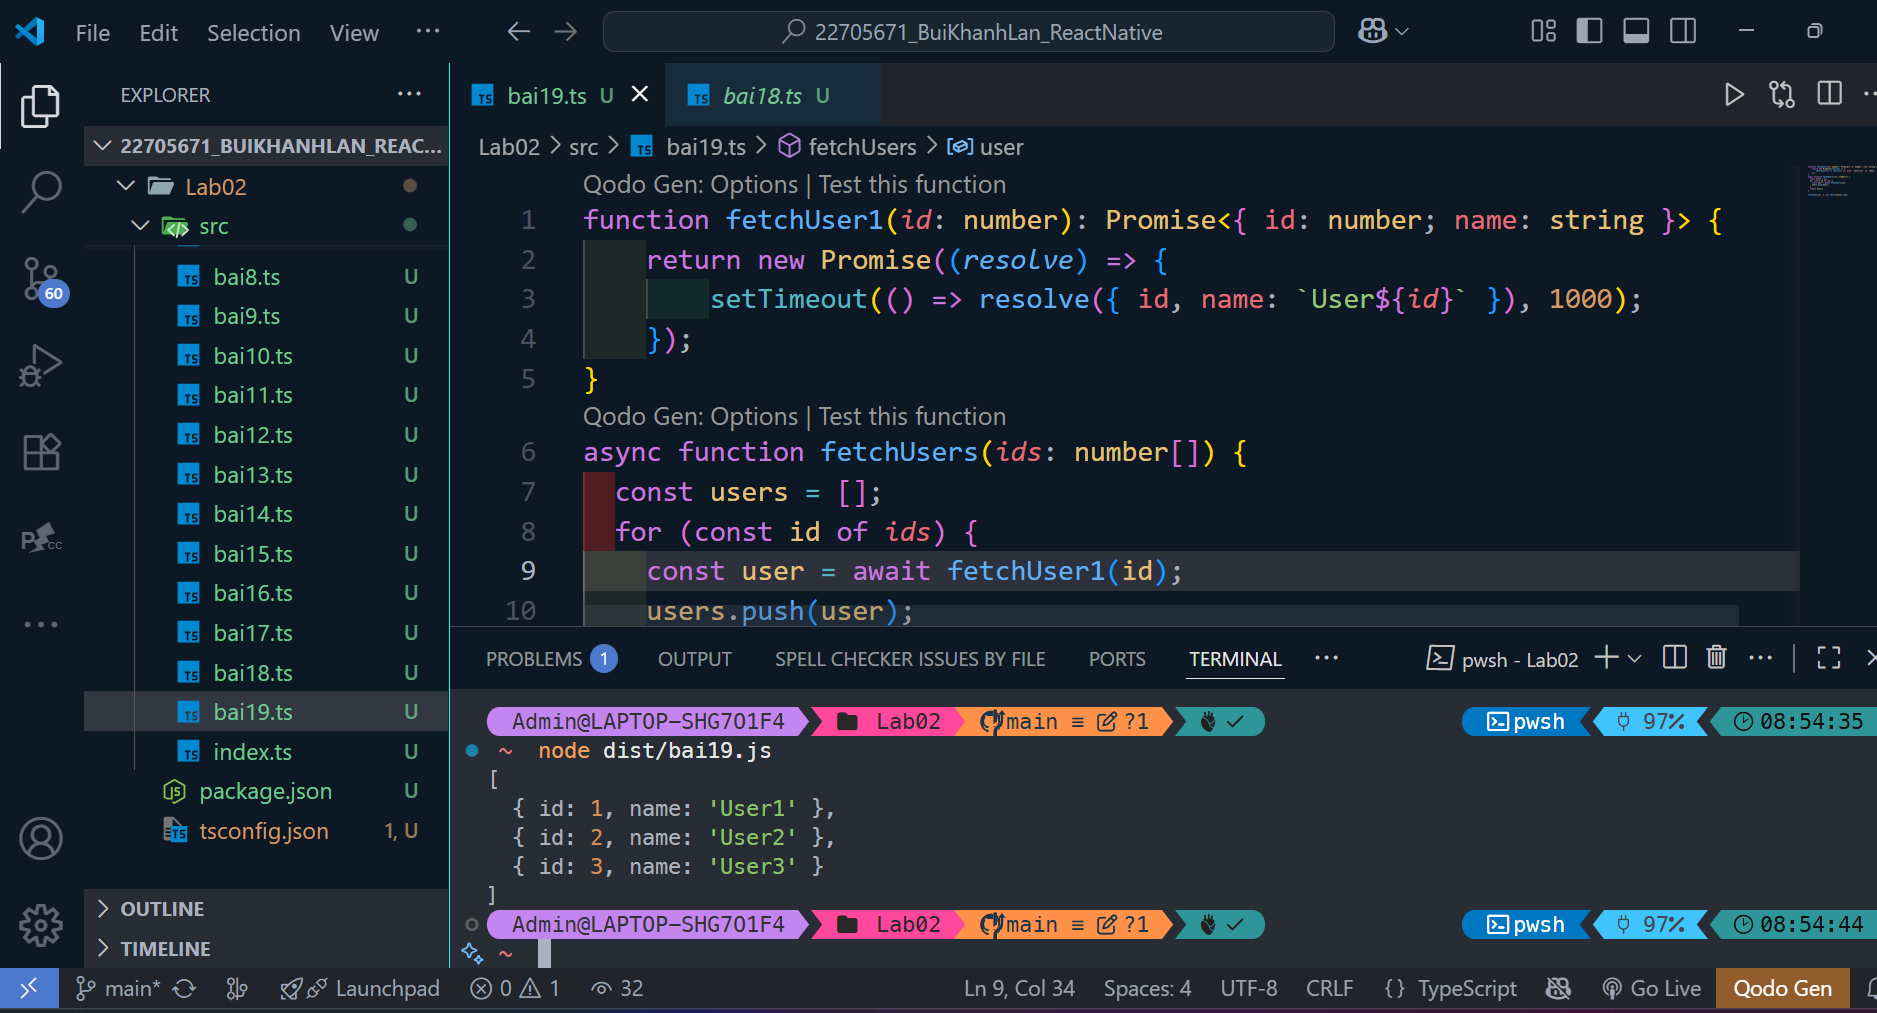 File Edit Selection View ··· 22705671_BuiKhanhLan_ReactNative
EXPLORER ···
22705671_BUIKHANHLAN_REAC...
Lab02
src
bai8.ts U
bai9.ts U
bai10.ts U
bai11.ts U
bai12.ts U
bai13.ts U
bai14.ts U
bai15.ts U
bai16.ts U
bai17.ts U
bai18.ts U
bai19.ts U
index.ts U
package.json U
tsconfig.json 1, U
OUTLINE
TIMELINE
60
bai19.ts U bai18.ts U
Lab02 > src > bai19.ts > fetchUsers > user
Qodo Gen: Options | Test this function
1 function fetchUser1(id: number): Promise<{ id: number; name: string }> {
2 return new Promise((resolve) => {
3 setTimeout(() => resolve({ id, name: `User${id}` }), 1000);
4 });
5 }
Qodo Gen: Options | Test this function
6 async function fetchUsers(ids: number[]) {
7 const users = [];
8 for (const id of ids) {
9 const user = await fetchUser1(id);
10 users.push(user);
PROBLEMS 1 OUTPUT SPELL CHECKER ISSUES BY FILE PORTS TERMINAL ··· pwsh - Lab02
Admin@LAPTOP-SHG7O1F4 Lab02 main ≡ ?1 pwsh 97% 08:54:35
~ node dist/bai19.js
[
{ id: 1, name: 'User1' },
{ id: 2, name: 'User2' },
{ id: 3, name: 'User3' }
]
Admin@LAPTOP-SHG7O1F4 Lab02 main ≡ ?1 pwsh 97% 08:54:44
~
main* Launchpad 0 1 32 Ln 9, Col 34 Spaces: 4 UTF-8 CRLF {} TypeScript Go Live Qodo Gen